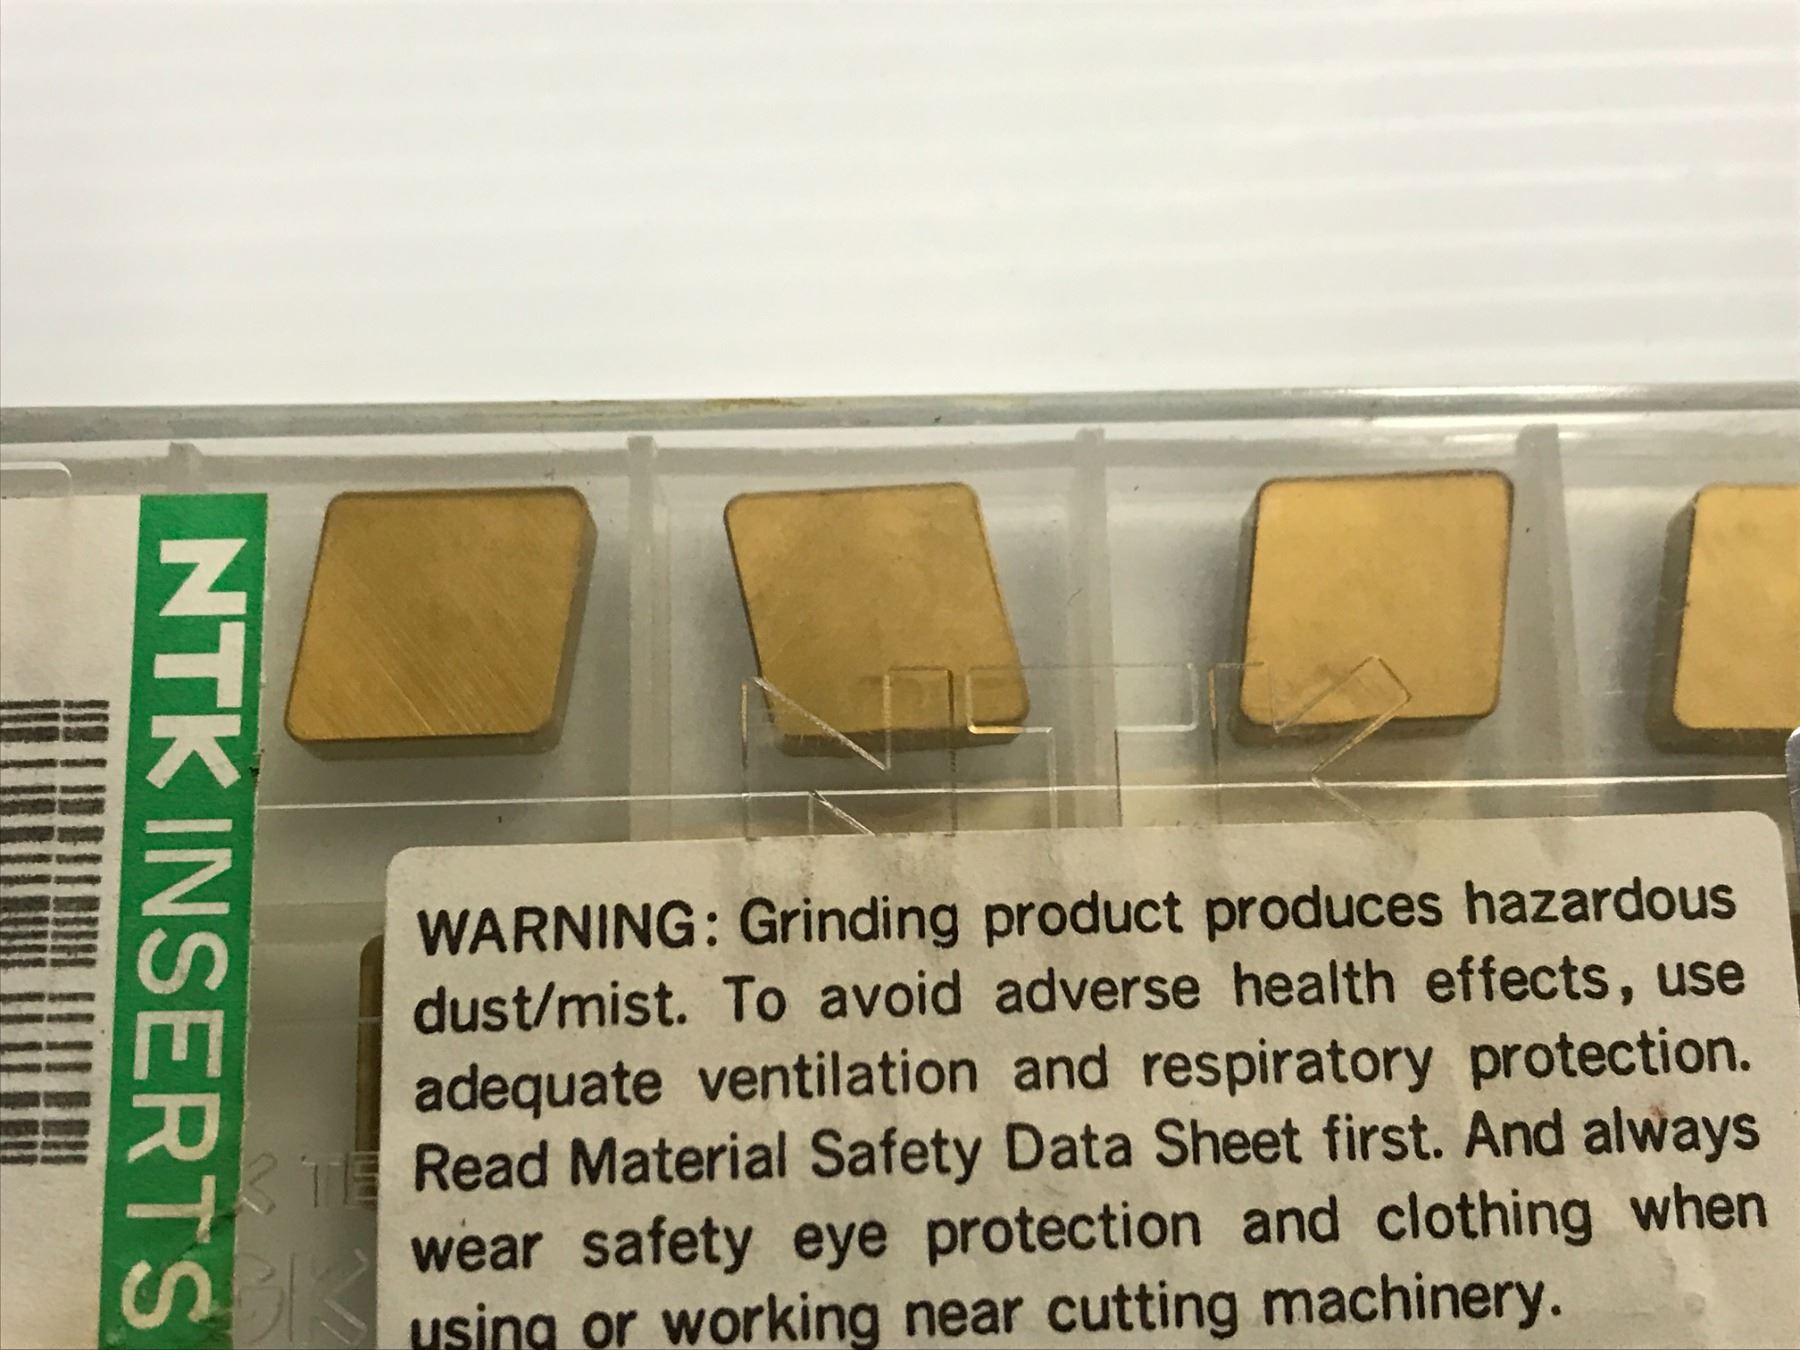 NTK INSERTS
NTK
WARNING: Grinding product produces hazardous
dust/mist. To avoid adverse health effects, use
adequate ventilation and respiratory protection.
Read Material Safety Data Sheet first. And always
wear safety eye protection and clothing when
using or working near cutting machinery.